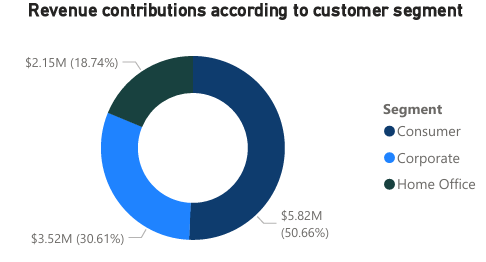 Revenue contributions according to customer segment
$2.15M (18.74%)
Segment
Consumer
Corporate
Home Office
$5.82M
(50.66%)
$3.52M (30.61%)